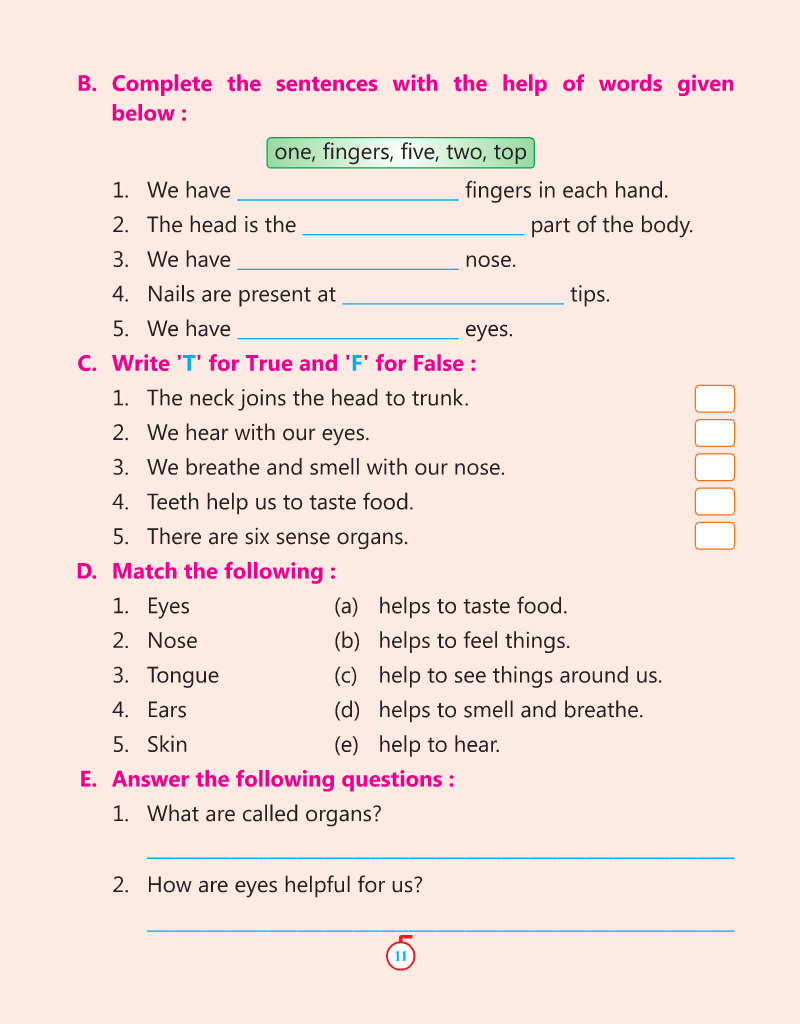 B. Complete the sentences with the help of words given
below :
one, fingers, five, two, top
1. We have ____________________ fingers in each hand.
2. The head is the ____________________ part of the body.
3. We have ____________________ nose.
4. Nails are present at ____________________ tips.
5. We have ____________________ eyes.
C. Write 'T' for True and 'F' for False :
1. The neck joins the head to trunk.
2. We hear with our eyes.
3. We breathe and smell with our nose.
4. Teeth help us to taste food.
5. There are six sense organs.
D. Match the following :
1. Eyes (a) helps to taste food.
2. Nose (b) helps to feel things.
3. Tongue (c) help to see things around us.
4. Ears (d) helps to smell and breathe.
5. Skin (e) help to hear.
E. Answer the following questions :
1. What are called organs?
2. How are eyes helpful for us?
11